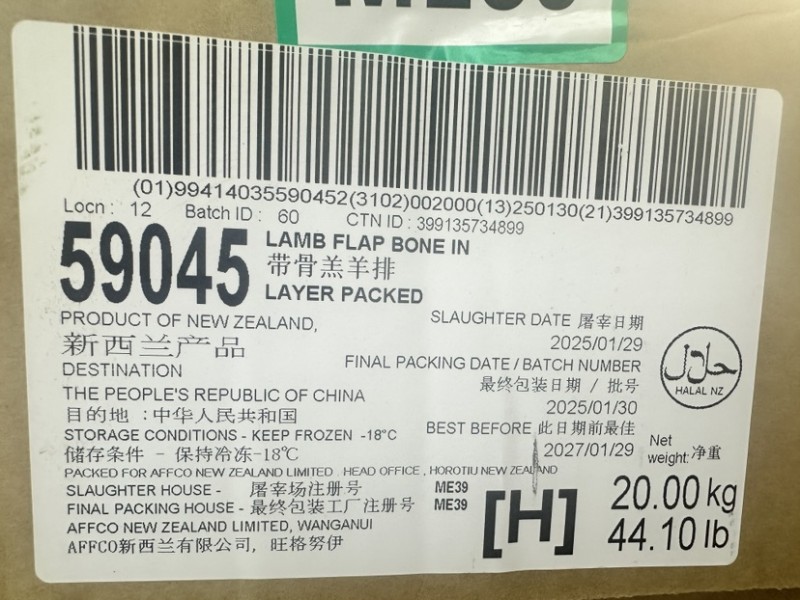 ME39
(01)99414035590452(3102)002000(13)250130(21)399135734899
Locn : 12 Batch ID : 60 CTN ID : 399135734899
59045
LAMB FLAP BONE IN
带骨羔羊排
LAYER PACKED
PRODUCT OF NEW ZEALAND,
新西兰产品
DESTINATION
THE PEOPLE'S REPUBLIC OF CHINA
目的地 :中华人民共和国
STORAGE CONDITIONS - KEEP FROZEN -18°C
储存条件 - 保持冷冻-18℃
SLAUGHTER DATE 屠宰日期
2025/01/29
FINAL PACKING DATE / BATCH NUMBER
最终包装日期 / 批号
2025/01/30
BEST BEFORE 此日期前最佳
2027/01/29
حلال
HALAL NZ
PACKED FOR AFFCO NEW ZEALAND LIMITED . HEAD OFFICE , HOROTIU NEW ZEALAND
SLAUGHTER HOUSE - 屠宰场注册号 ME39
FINAL PACKING HOUSE - 最终包装工厂注册号 ME39
AFFCO NEW ZEALAND LIMITED, WANGANUI
AFFCO新西兰有限公司, 旺格努伊
[H]
Net weight: 净重
20.00 kg
44.10 lb